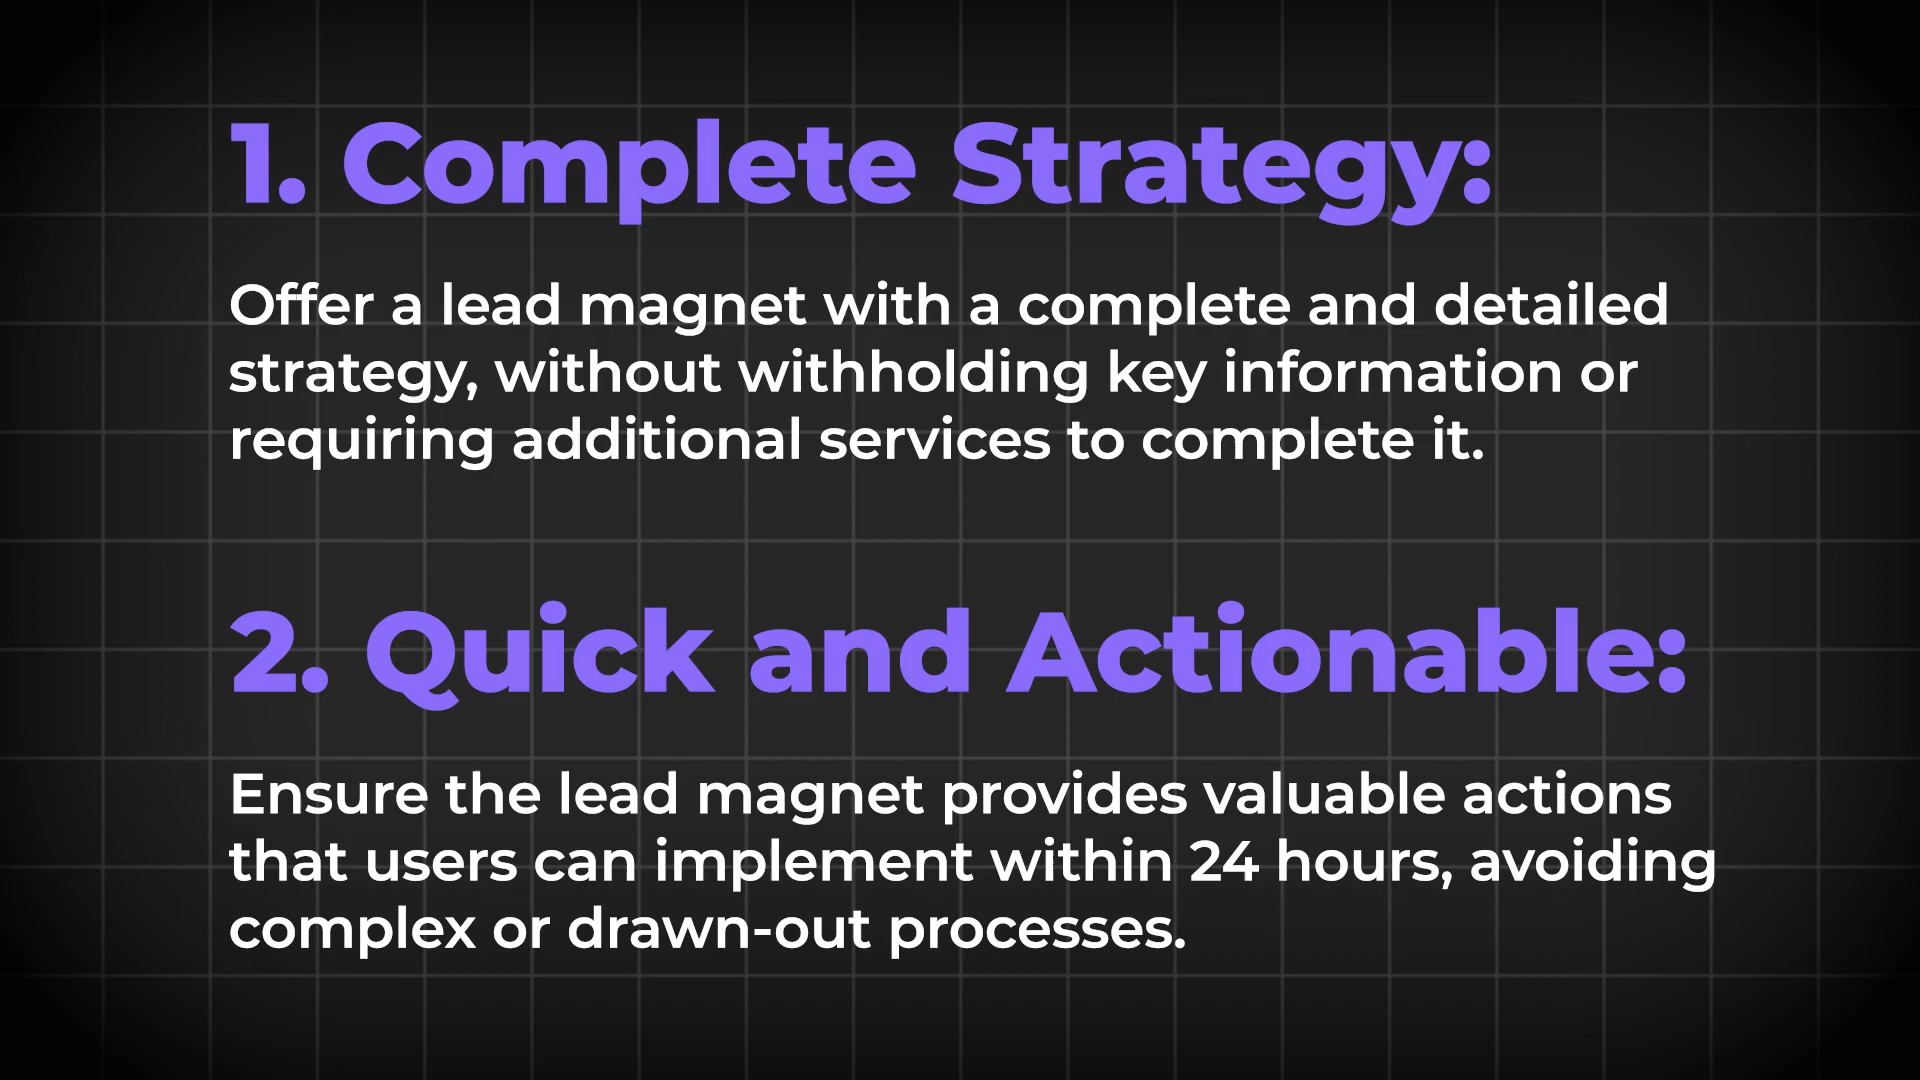 1. Complete Strategy:
Offer a lead magnet with a complete and detailed
strategy, without withholding key information or
requiring additional services to complete it.
2. Quick and Actionable:
Ensure the lead magnet provides valuable actions
that users can implement within 24 hours, avoiding
complex or drawn-out processes.